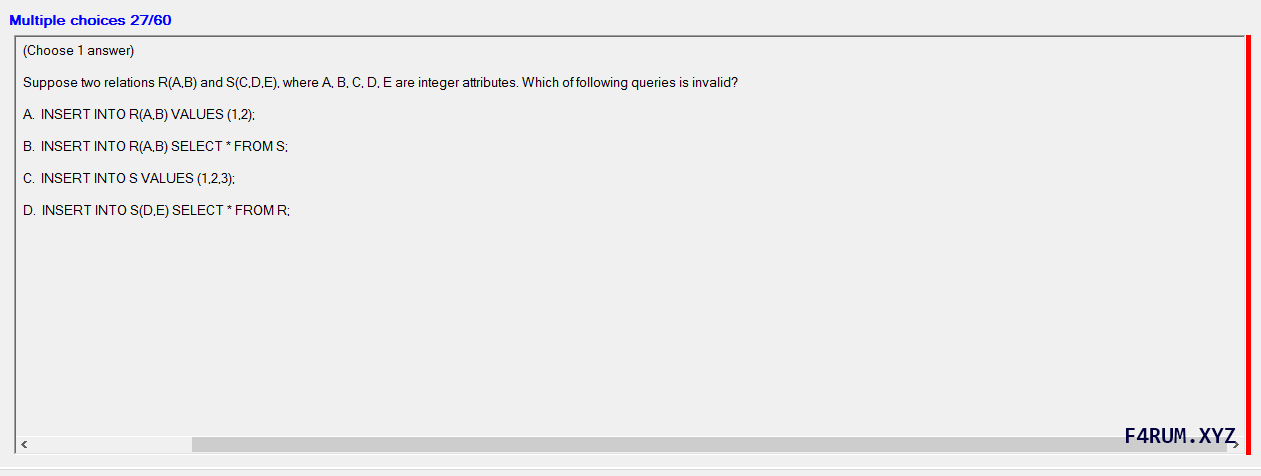 Multiple choices 27/60
(Choose 1 answer)
Suppose two relations R(A,B) and S(C,D,E), where A, B, C, D, E are integer attributes. Which of following queries is invalid?
A. INSERT INTO R(A,B) VALUES (1,2);
B. INSERT INTO R(A,B) SELECT * FROM S;
C. INSERT INTO S VALUES (1,2,3);
D. INSERT INTO S(D,E) SELECT * FROM R;
F4RUM.XYZ